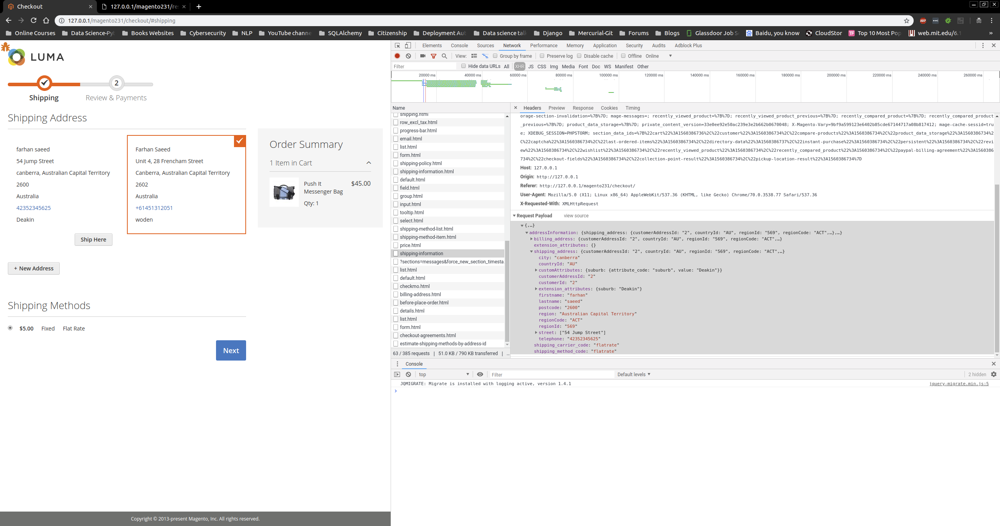 Checkout
127.0.0.1/magento231/re
127.0.0.1/magento231/checkout/#shipping
ABP
Online Courses
Data Science-Pyt
Books Websites
Cybersecurity
NLP
YouTube channe
SQLAlchemy
Citizenship
Deployment Aut
Data science talk
Django
Mercurial-Git
Forums
Blogs
Glassdoor Job S
Baidu, you know
CloudStor
TF Top 10 Most Pop
web.mit.edu/6.1
»
LUMA
2
Shipping
Review & Payments
Shipping Address
farhan saeed
54 Jump Street
canberra, Australian Capital Territory
2600
Australia
42352345625
Deakin
Ship Here
Farhan Saeed
Unit 4, 28 Frencham Street
Canberra, Australian Capital Territory
2602
Australia
+61451312051
woden
+ New Address
Order Summary
1 Item in Cart
Push It
Messenger Bag
$45.00
Qty: 1
Shipping Methods
$5.00 Fixed Flat Rate
Next
Copyright © 2013-present Magento, Inc. All rights reserved.
Elements Console Sources Network Performance Memory Application Security Audits Adblock Plus
View: Group by frame Preserve log Disable cache Offline Online
Filter Hide data URLs All XHR JS CSS Img Media Font Doc WS Manifest Other
20000 ms 40000 ms 60000 ms 80000 ms 100000 ms 120000 ms 140000 ms 160000 ms 180000 ms 200000 ms 220000 ms 240000 ms 260000 ms
Name
shipping.html
row_excl_tax.html
progress-bar.html
email.html
list.html
form.html
shipping-policy.html
shipping-information.html
default.html
field.html
group.html
input.html
tooltip.html
select.html
shipping-method-list.html
shipping-method-item.html
price.html
shipping-information
?sections=messages&force_new_section_timesta.
list.html
default.html
checkmo.html
billing-address.html
before-place-order.html
details.html
list.html
form.html
checkout-agreements.html
estimate-shipping-methods-by-address-id
63 / 385 requests | 51.0 KB / 790 KB transferred | ...
Headers Preview Response Cookies Timing
orage-section-invalidation=%7B%7D; mage-messages=; recently_viewed_product=%7B%7D; recently_viewed_product_previous=%7B%7D; recently_compared_product=%7B%7D; recently_compared_product
_previous=%7B%7D; product_data_storage=%7B%7D; private_content_version=33e0ee92e50ac239e3e2b662b0670048; X-Magento-Vary=9bf9a599123e6402b85cde67144717a08b817412; mage-cache-sessid=tru
e; XDEBUG_SESSION=PHPSTORM; section_data_ids=%7B%22cart%22%3A1560386736%2C%22customer%22%3A1560386734%2C%22compare-products%22%3A1560386734%2C%22product_data_storage%22%3A1560386734%2
C%22captcha%22%3A1560386734%2C%22last-ordered-items%22%3A1560386734%2C%22directory-data%22%3A1560386737%2C%22instant-purchase%22%3A1560386734%2C%22persistent%22%3A1560386734%2C%22revi
ew%22%3A1560386734%2C%22wishlist%22%3A1560386734%2C%22recently_viewed_product%22%3A1560386734%2C%22recently_compared_product%22%3A1560386734%2C%22paypal-billing-agreement%22%3A1560386
734%2C%22checkout-fields%22%3A1560386734%2C%22collection-point-result%22%3A1560386734%2C%22pickup-location-result%22%3A1560386734%7D
Host: 127.0.0.1
Origin: http://127.0.0.1
Referer: http://127.0.0.1/magento231/checkout/
User-Agent: Mozilla/5.0 (X11; Linux x86_64) AppleWebKit/537.36 (KHTML, like Gecko) Chrome/70.0.3538.77 Safari/537.36
X-Requested-With: XMLHttpRequest
Request Payload view source
{,…}
addressInformation: {shipping_address: {customerAddressId: "2", countryId: "AU", regionId: "569", regionCode: "ACT",…},…}
billing_address: {customerAddressId: "2", countryId: "AU", regionId: "569", regionCode: "ACT",…}
extension_attributes: {}
shipping_address: {customerAddressId: "2", countryId: "AU", regionId: "569", regionCode: "ACT",…}
city: "canberra"
countryId: "AU"
customAttributes: {suburb: {attribute_code: "suburb", value: "Deakin"}}
customerAddressId: "2"
customerId: "2"
extension_attributes: {suburb: "Deakin"}
firstname: "farhan"
lastname: "saeed"
postcode: "2600"
region: "Australian Capital Territory"
regionCode: "ACT"
regionId: "569"
street: ["54 Jump Street"]
telephone: "42352345625"
shipping_carrier_code: "flatrate"
shipping_method_code: "flatrate"
Console
top Filter Default levels 2 hidden
JQMIGRATE: Migrate is installed with logging active, version 1.4.1 jquery-migrate.min.js:5